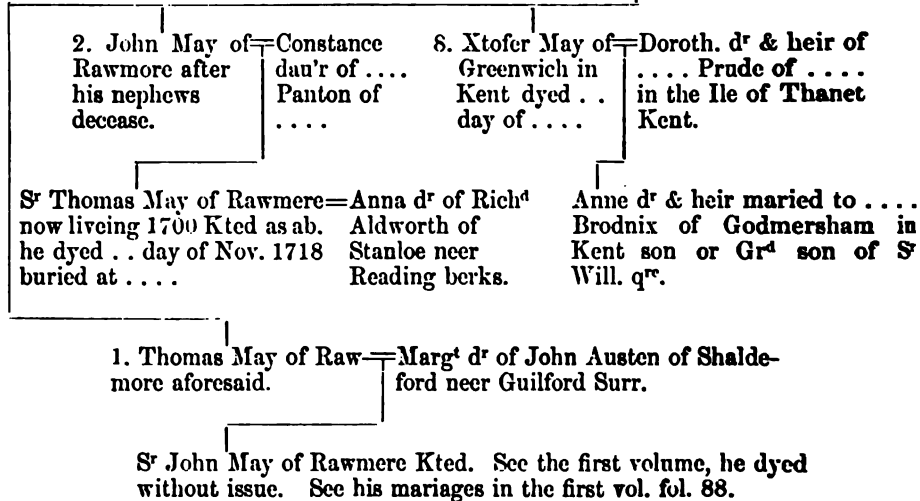 2. John May of
Rawmore after
his nephews
decease.
Constance
dau'r of ....
Panton of
....
8. Xtofer May of
Greenwich in
Kent dyed ..
day of ....
Doroth. dʳ & heir of
.... Prude of ....
in the Ile of Thanet
Kent.
Sʳ Thomas May of Rawmere=
now liveing 1700 Kted as ab.
he dyed .. day of Nov. 1718
buried at ....
Anna dʳ of Richᵈ
Aldworth of
Stanloe neer
Reading berks.
Anne dʳ & heir maried to ....
Brodnix of Godmersham in
Kent son or Grᵈ son of Sʳ
Will. qʳᵉ.
1. Thomas May of Raw-
more aforesaid.
Margᵗ dʳ of John Austen of Shalde-
ford neer Guilford Surr.
Sʳ John May of Rawmere Kted. See the first volume, he dyed
without issue. See his mariages in the first vol. fol. 88.